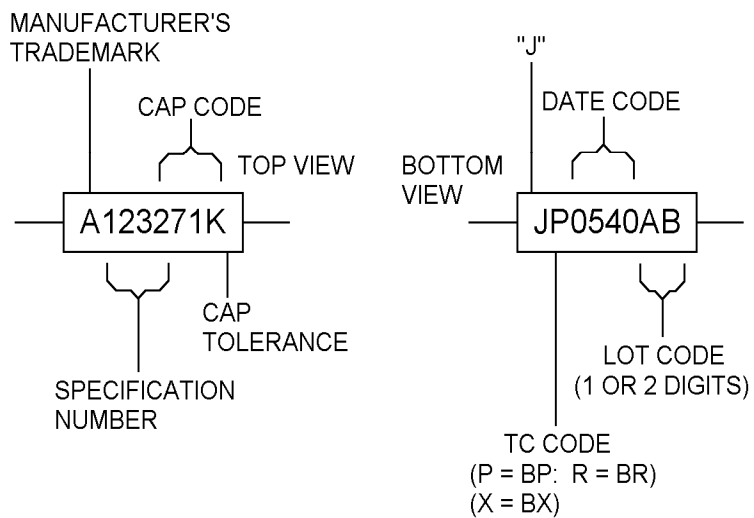 MANUFACTURER'S
TRADEMARK
CAP CODE
TOP VIEW
A123271K
CAP
TOLERANCE
SPECIFICATION
NUMBER
"J"
DATE CODE
BOTTOM
VIEW
JP0540AB
LOT CODE
(1 OR 2 DIGITS)
TC CODE
(P = BP: R = BR)
(X = BX)